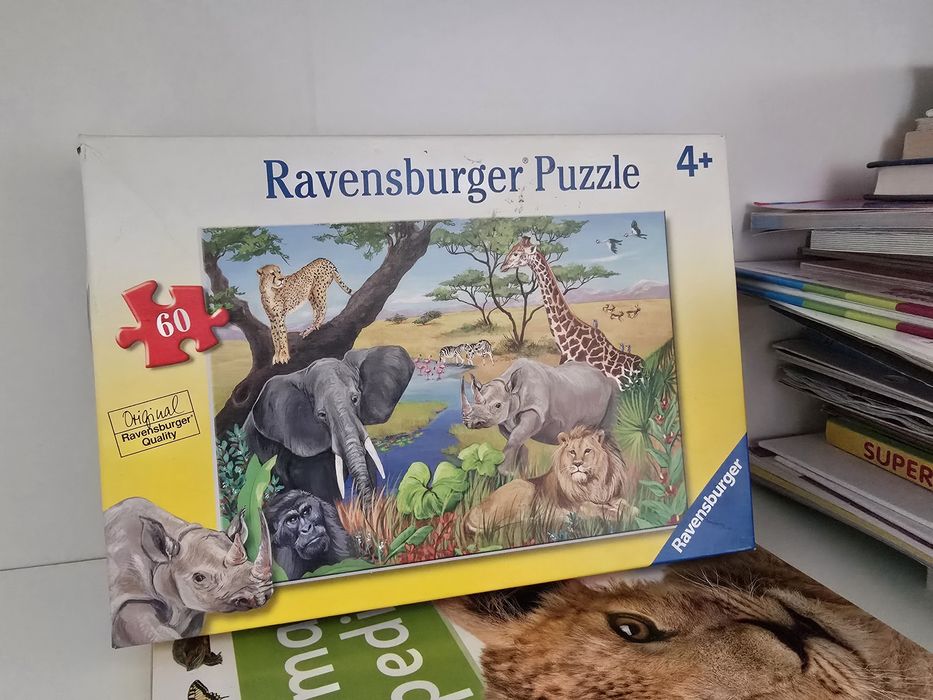 Ravensburger® Puzzle
4+
60
Original
Ravensburger®
Quality
Ravensburger
SUPER